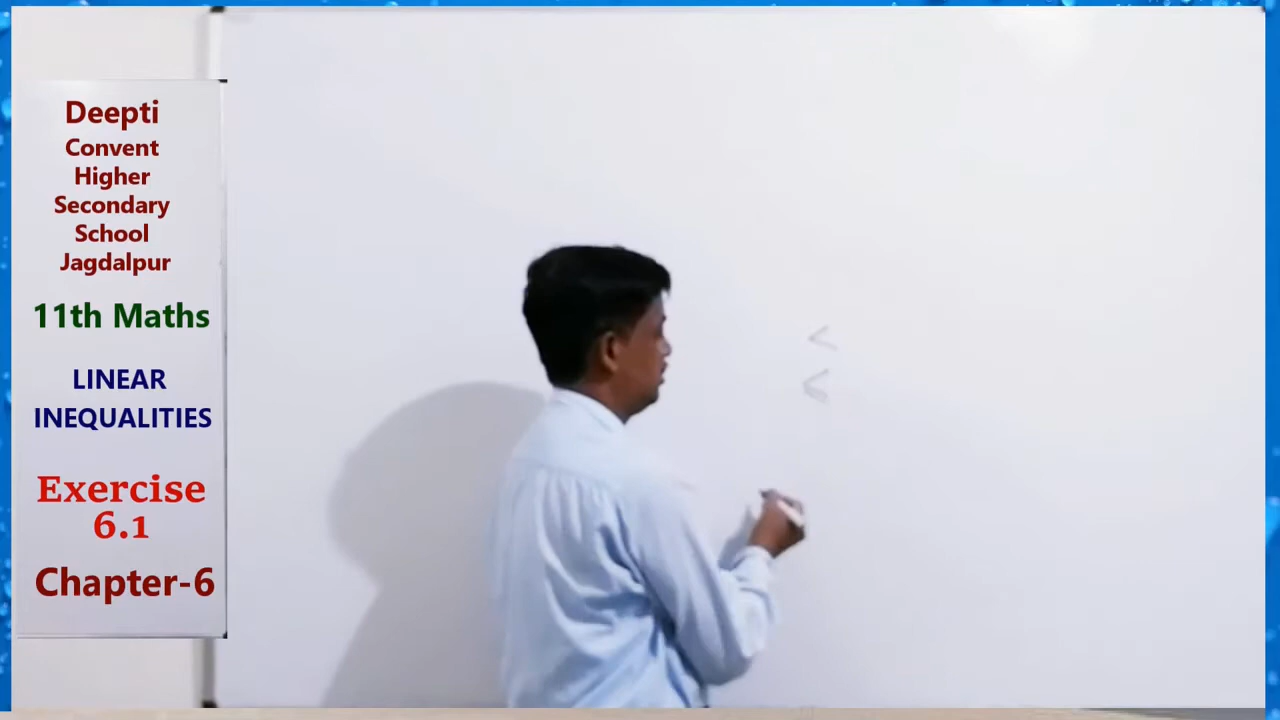 Deepti
Convent
Higher
Secondary
School
Jagdalpur
11th Maths
LINEAR
INEQUALITIES
Exercise
6.1
Chapter-6
<
<